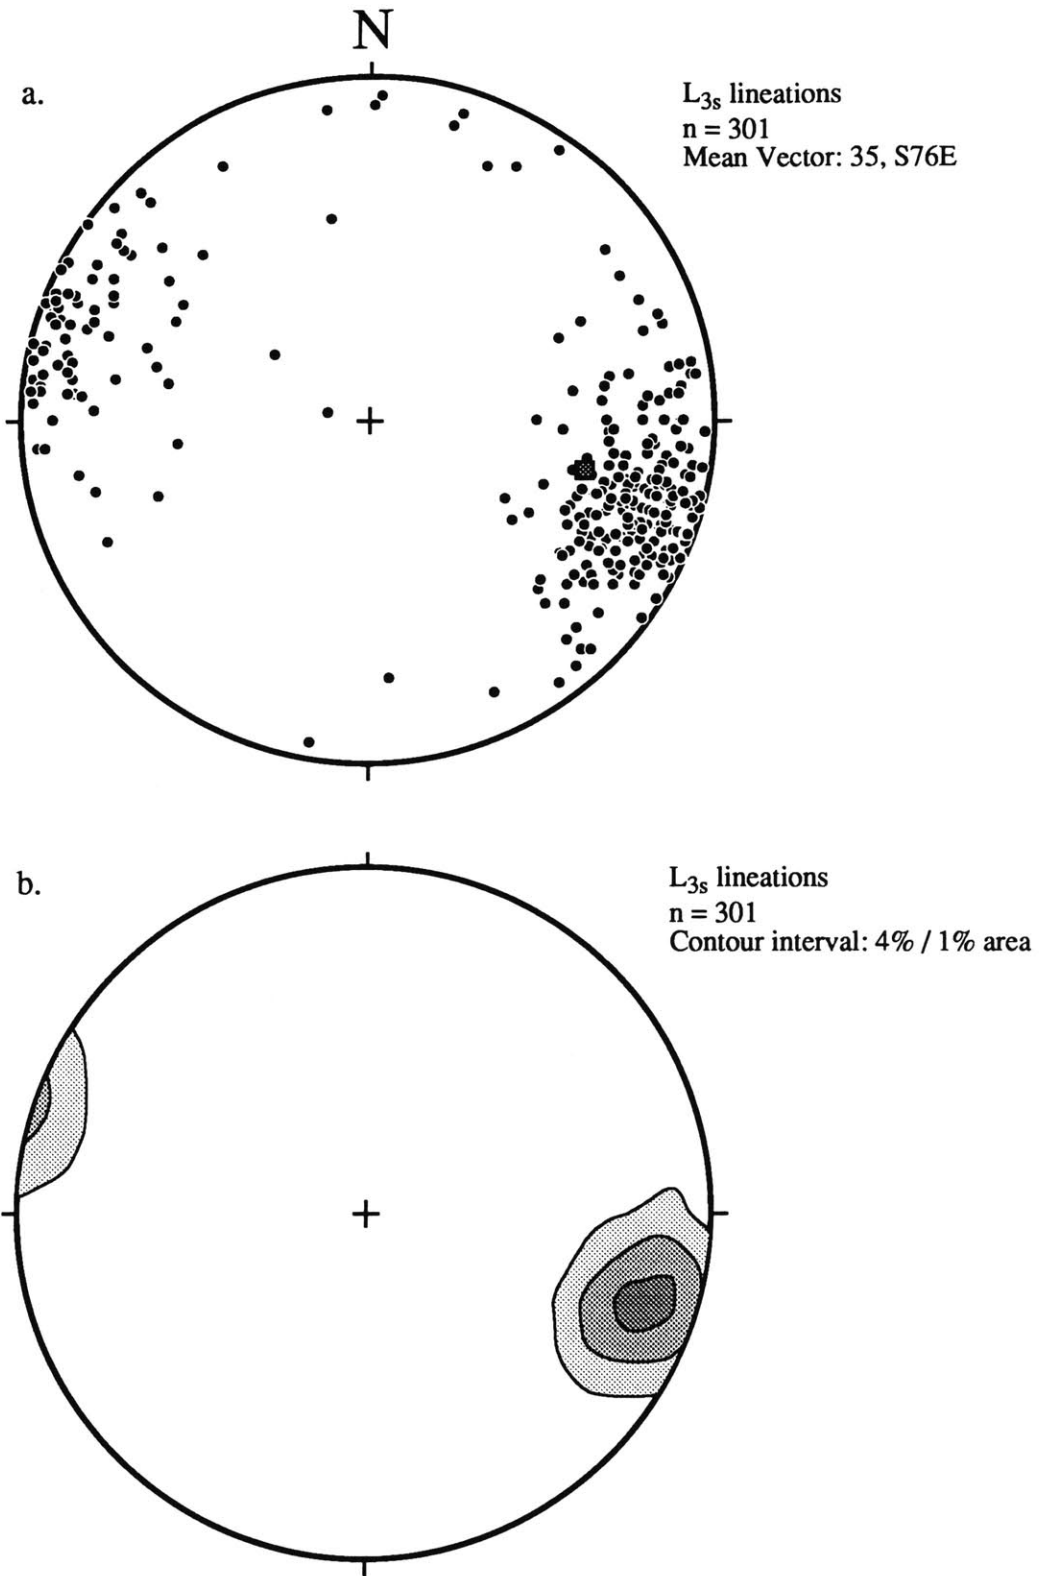 N
a.
L3s lineations
n = 301
Mean Vector: 35, S76E
b.
L3s lineations
n = 301
Contour interval: 4% / 1% area